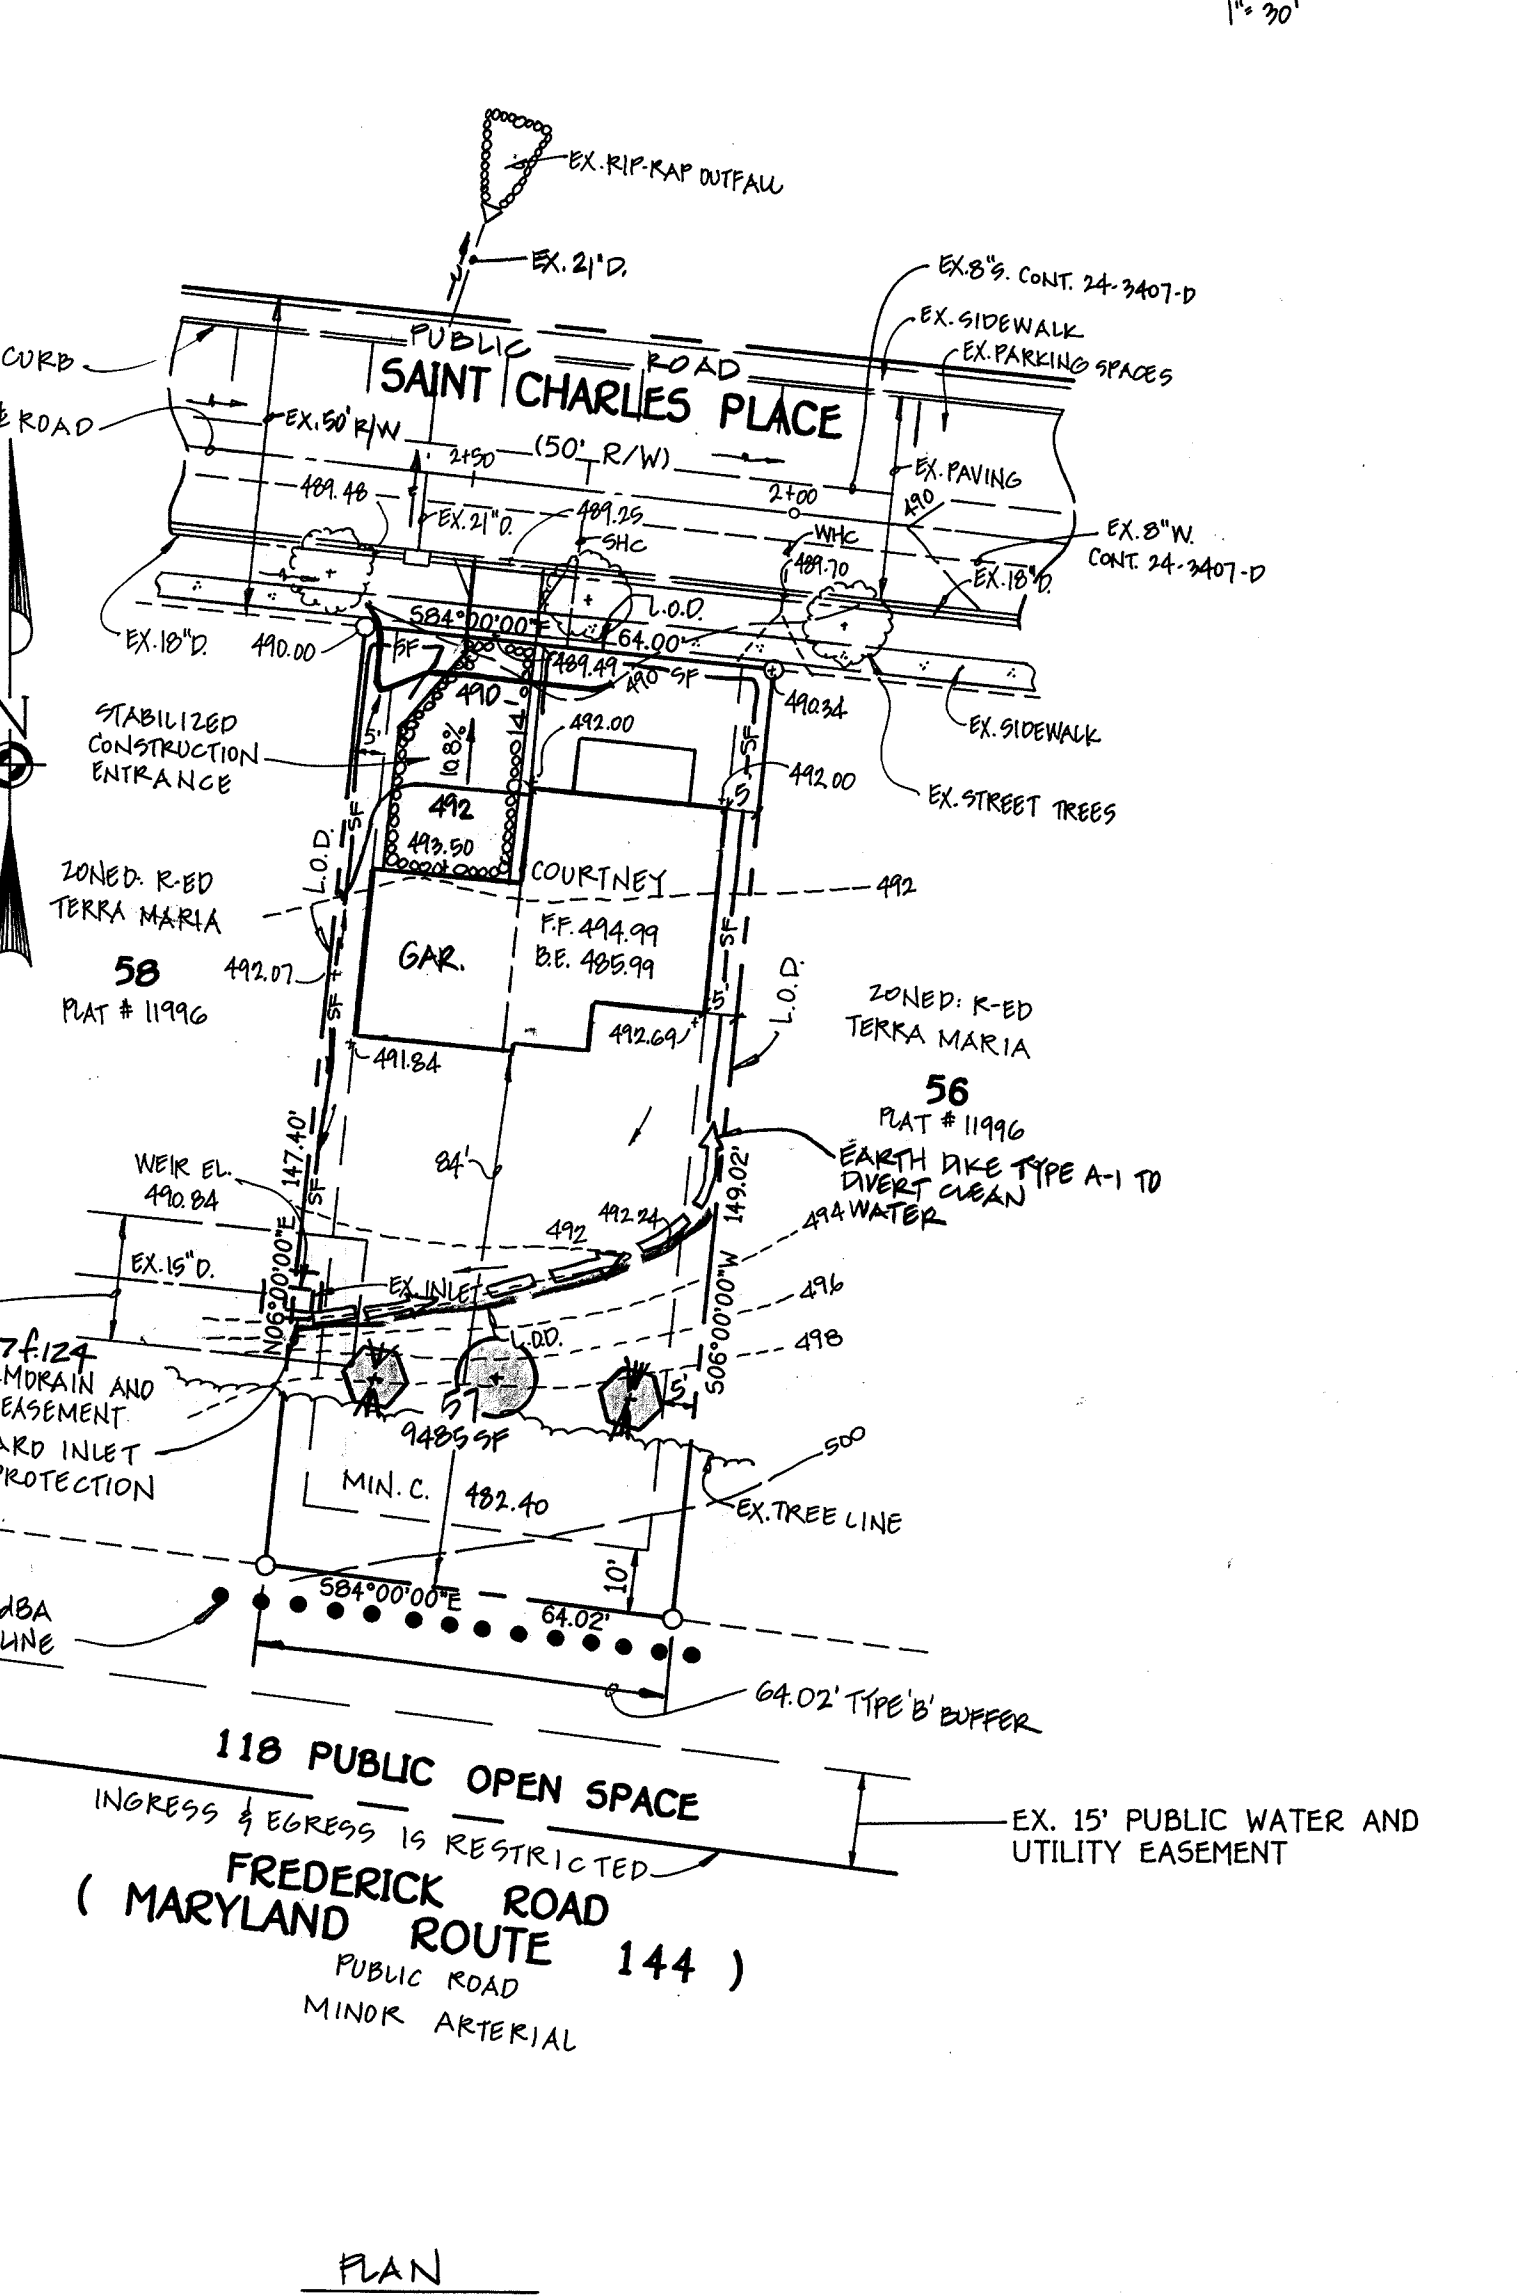 1"= 30'
EX. RIP-RAP OUTFALL
EX. 21"D.
EX. 8"S. CONT. 24-3407-D
EX. SIDEWALK
EX. PARKING SPACES
PUBLIC ROAD
SAINT CHARLES PLACE
(50' R/W)
CURB
ROAD
EX. 50' R/W
2+50
2+00
EX. PAVING
490
489.48
EX. 21"D.
489.25
SHC
WHC
489.70
EX. 8"W.
CONT. 24-3407-D
EX. 18"D.
L.O.D.
S84°00'00"E
64.00'
EX. 18"D.
490.00
SF
489.49
490
SF
490
490.34
EX. SIDEWALK
STABILIZED
CONSTRUCTION
ENTRANCE
5'
10.8%
14'
492.00
SF
492.00
5'
EX. STREET TREES
N
SF
492
493.50
L.O.D.
ZONED: R-ED
TERRA MARIA
58
PLAT # 11996
COURTNEY
492
F.F. 494.99
B.E. 485.99
GAR.
SF
492.07
SF
5'
L.O.D.
492.69
491.84
ZONED: R-ED
TERRA MARIA
56
PLAT # 11996
EARTH DIKE TYPE A-1 TO
DIVERT CLEAN
WATER
147.40'
84'
149.02'
WEIR EL.
490.84
SF
492
492.24
494
EX. 15"D.
N06°00'00"E
EX. INLET
496
S06°00'00"W
L.O.D.
498
7f.124
MORAIN AND
EASEMENT
ARD INLET
PROTECTION
57
9485 SF
5'
500
MIN. C. 482.40
EX. TREE LINE
10'
S84°00'00"E
64.02'
dBA
LINE
64.02' TYPE 'B' BUFFER
118 PUBLIC OPEN SPACE
INGRESS & EGRESS IS RESTRICTED
EX. 15' PUBLIC WATER AND
UTILITY EASEMENT
FREDERICK ROAD
( MARYLAND ROUTE 144 )
PUBLIC ROAD
MINOR ARTERIAL
PLAN